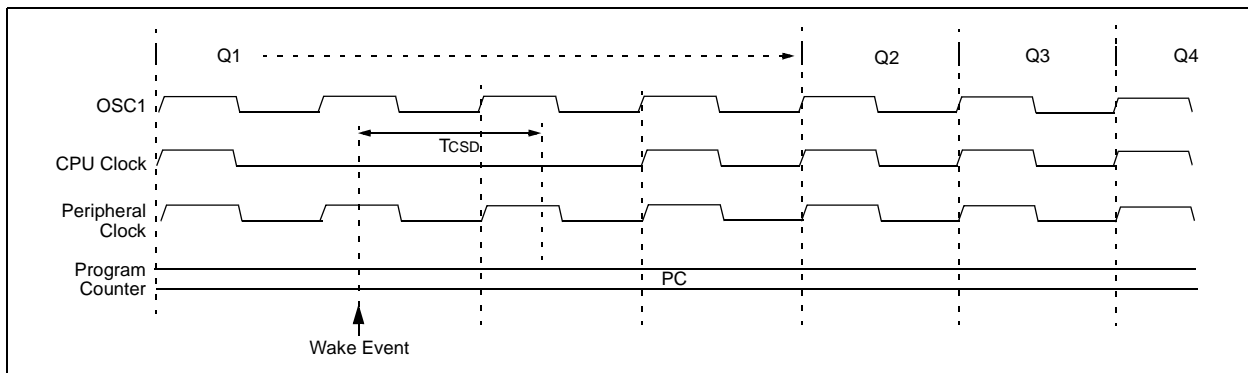 Q1
Q2
Q3
Q4
OSC1
TCSD
CPU Clock
Peripheral
Clock
Program
Counter
PC
Wake Event